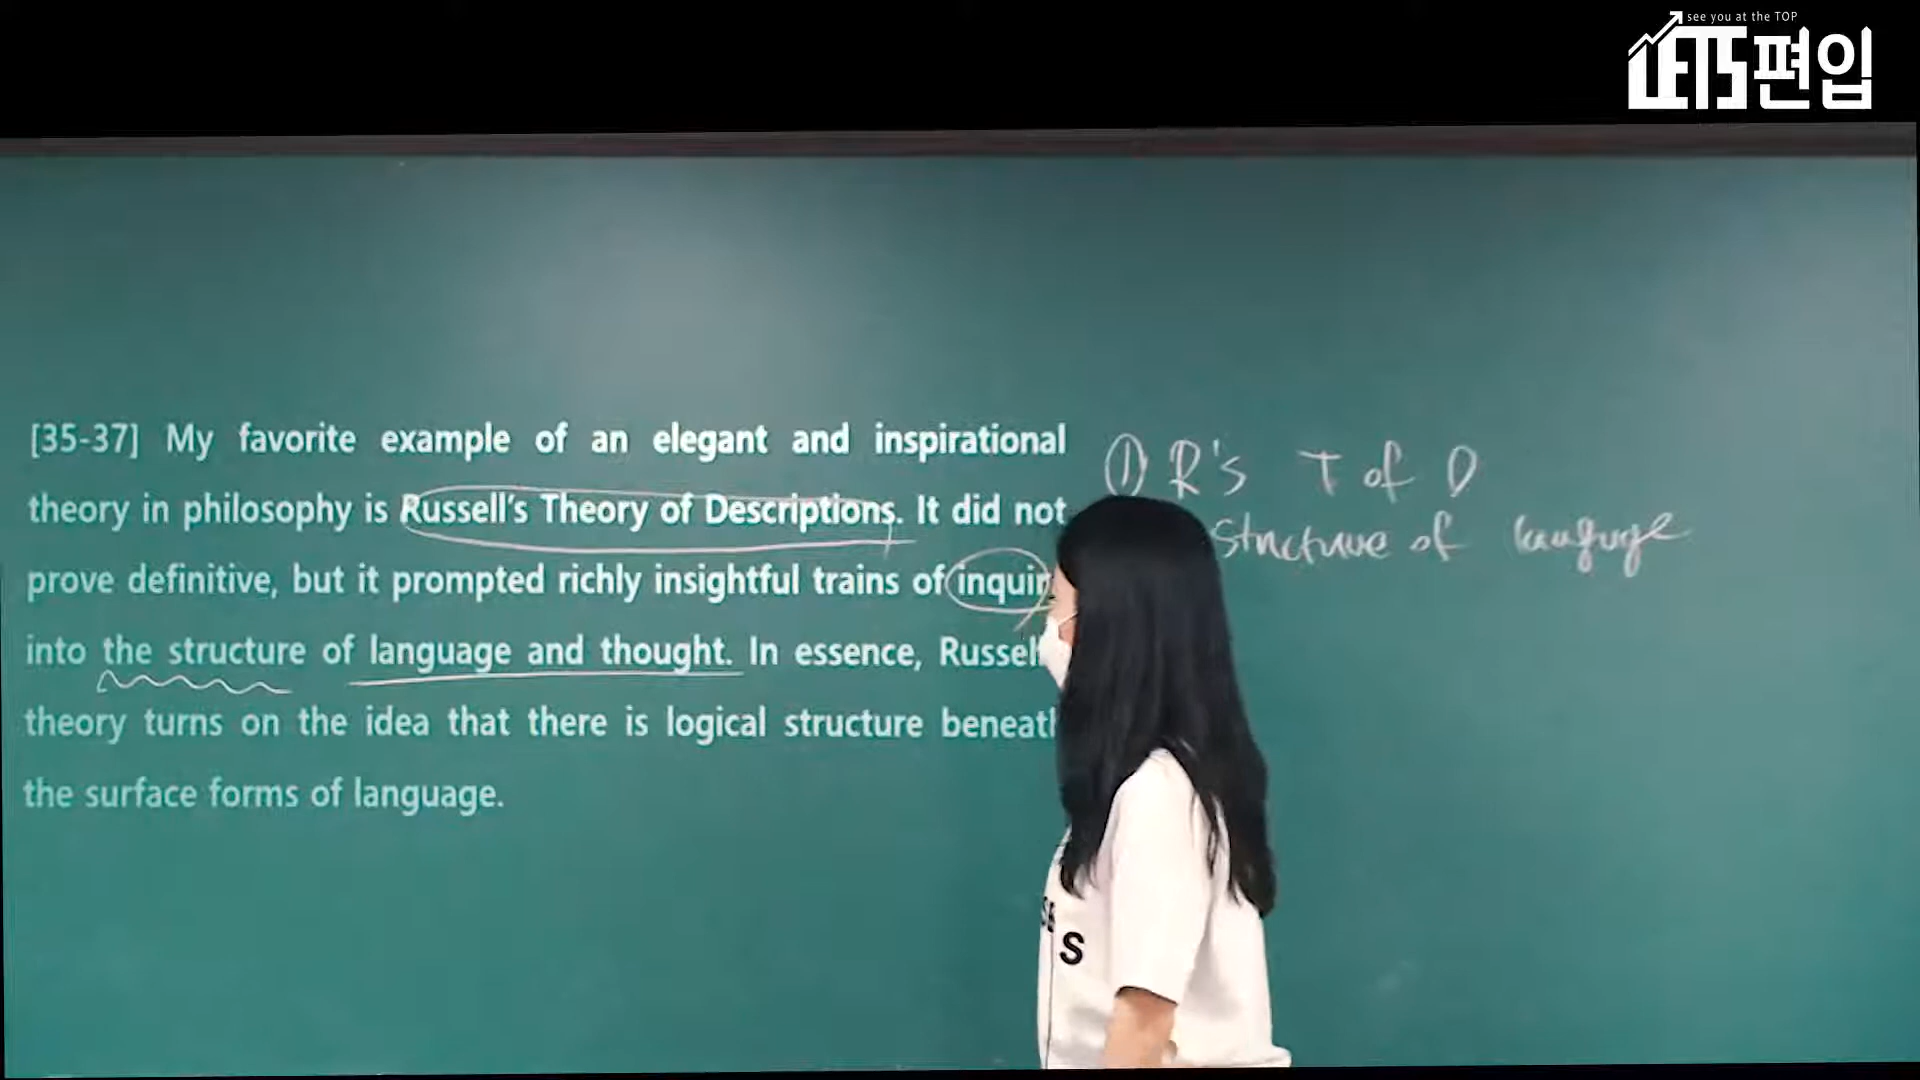 see you at the TOP
LETS편입
[35-37] My favorite example of an elegant and inspirational
theory in philosophy is Russell's Theory of Descriptions. It did not
prove definitive, but it prompted richly insightful trains of inquir
into the structure of language and thought. In essence, Russell
theory turns on the idea that there is logical structure beneath
the surface forms of language.
① R's T of D
structure of language
S